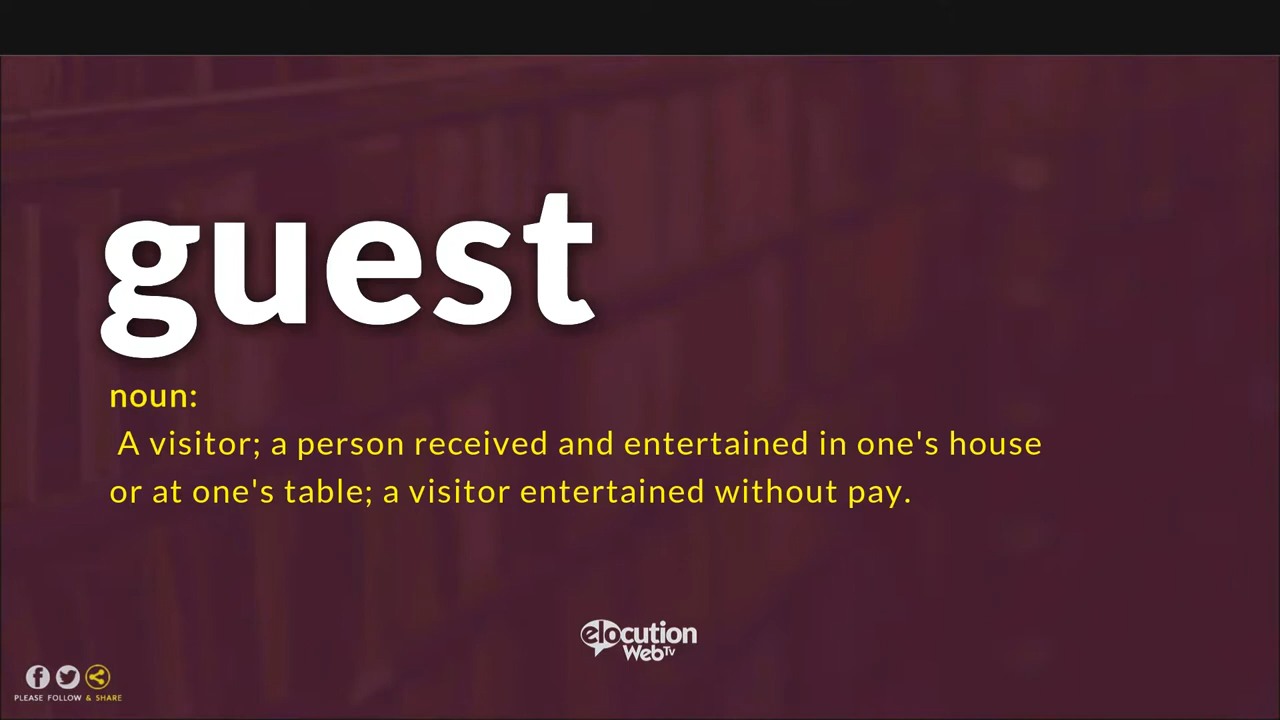 guest
noun:
A visitor; a person received and entertained in one's house
or at one's table; a visitor entertained without pay.
elocution
WebTv
PLEASE FOLLOW & SHARE